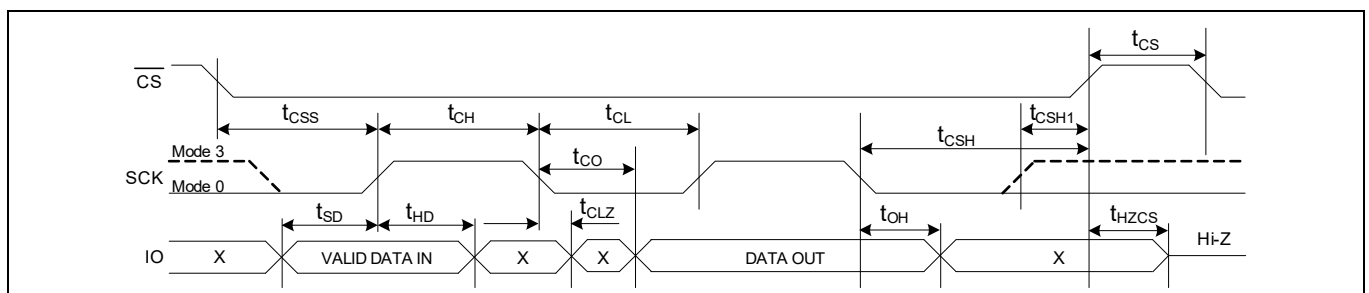 tCS
CS
tCSS
tCH
tCL
tCSH1
tCSH
Mode 3
tCO
SCK
Mode 0
tSD
tHD
tCLZ
tOH
tHZCS
Hi-Z
IO
X
VALID DATA IN
X
X
DATA OUT
X